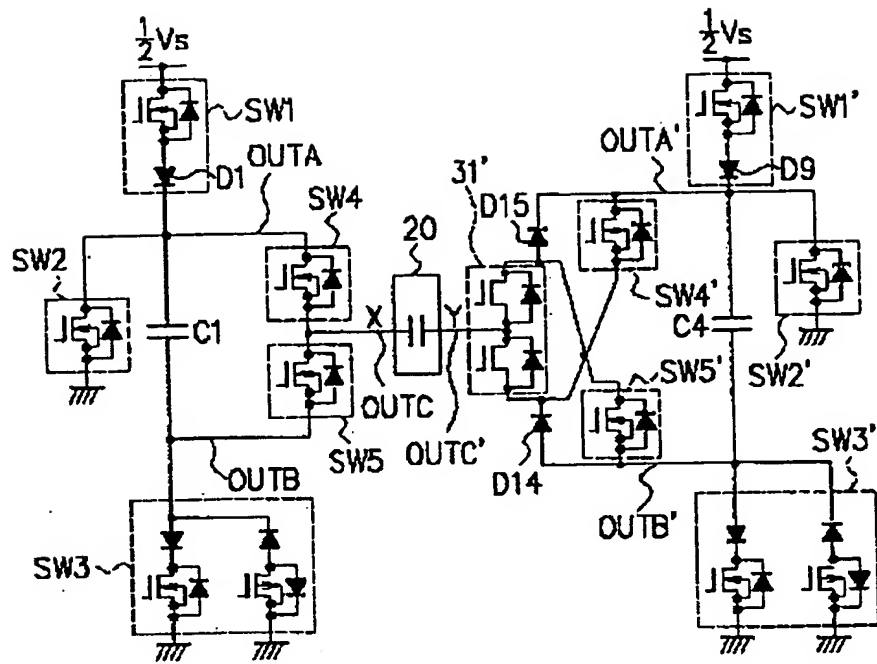 ½Vs
½Vs
SW1
SW1'
D1
OUTA
OUTA'
D9
31'
D15
SW4
20
SW2
SW4'
C1
X
Y
C4
SW5'
SW2'
OUTC
SW5
OUTC'
D14
SW3'
OUTB
OUTB'
SW3